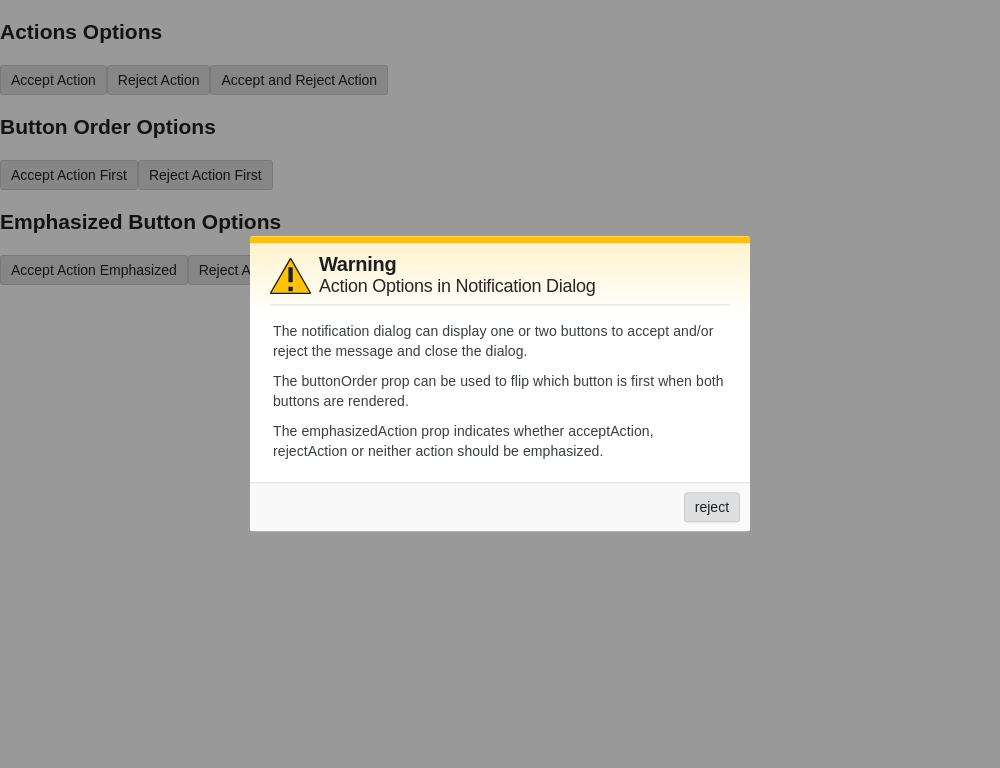 Actions Options
Accept Action Reject Action Accept and Reject Action
Button Order Options
Accept Action First Reject Action First
Emphasized Button Options
Accept Action Emphasized Reject
Warning
Action Options in Notification Dialog
The notification dialog can display one or two buttons to accept and/or
reject the message and close the dialog.
The buttonOrder prop can be used to flip which button is first when both
buttons are rendered.
The emphasizedAction prop indicates whether acceptAction,
rejectAction or neither action should be emphasized.
reject